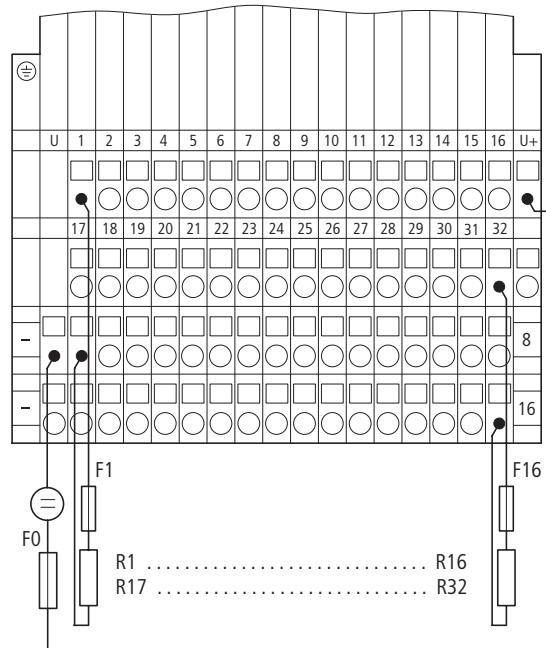 U 1 2 3 4 5 6 7 8 9 10 11 12 13 14 15 16 U+
17 18 19 20 21 22 23 24 25 26 27 28 29 30 31 32
– 8
– 16
F1 F16
F0
R1 .............................. R16
R17 ............................. R32